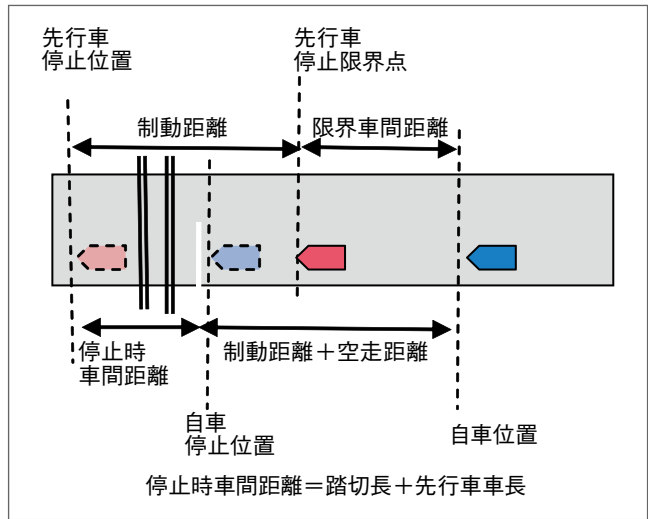 先行車
停止位置
先行車
停止限界点
制動距離
限界車間距離
停止時
車間距離
制動距離＋空走距離
自車
停止位置
自車位置
停止時車間距離＝踏切長＋先行車車長